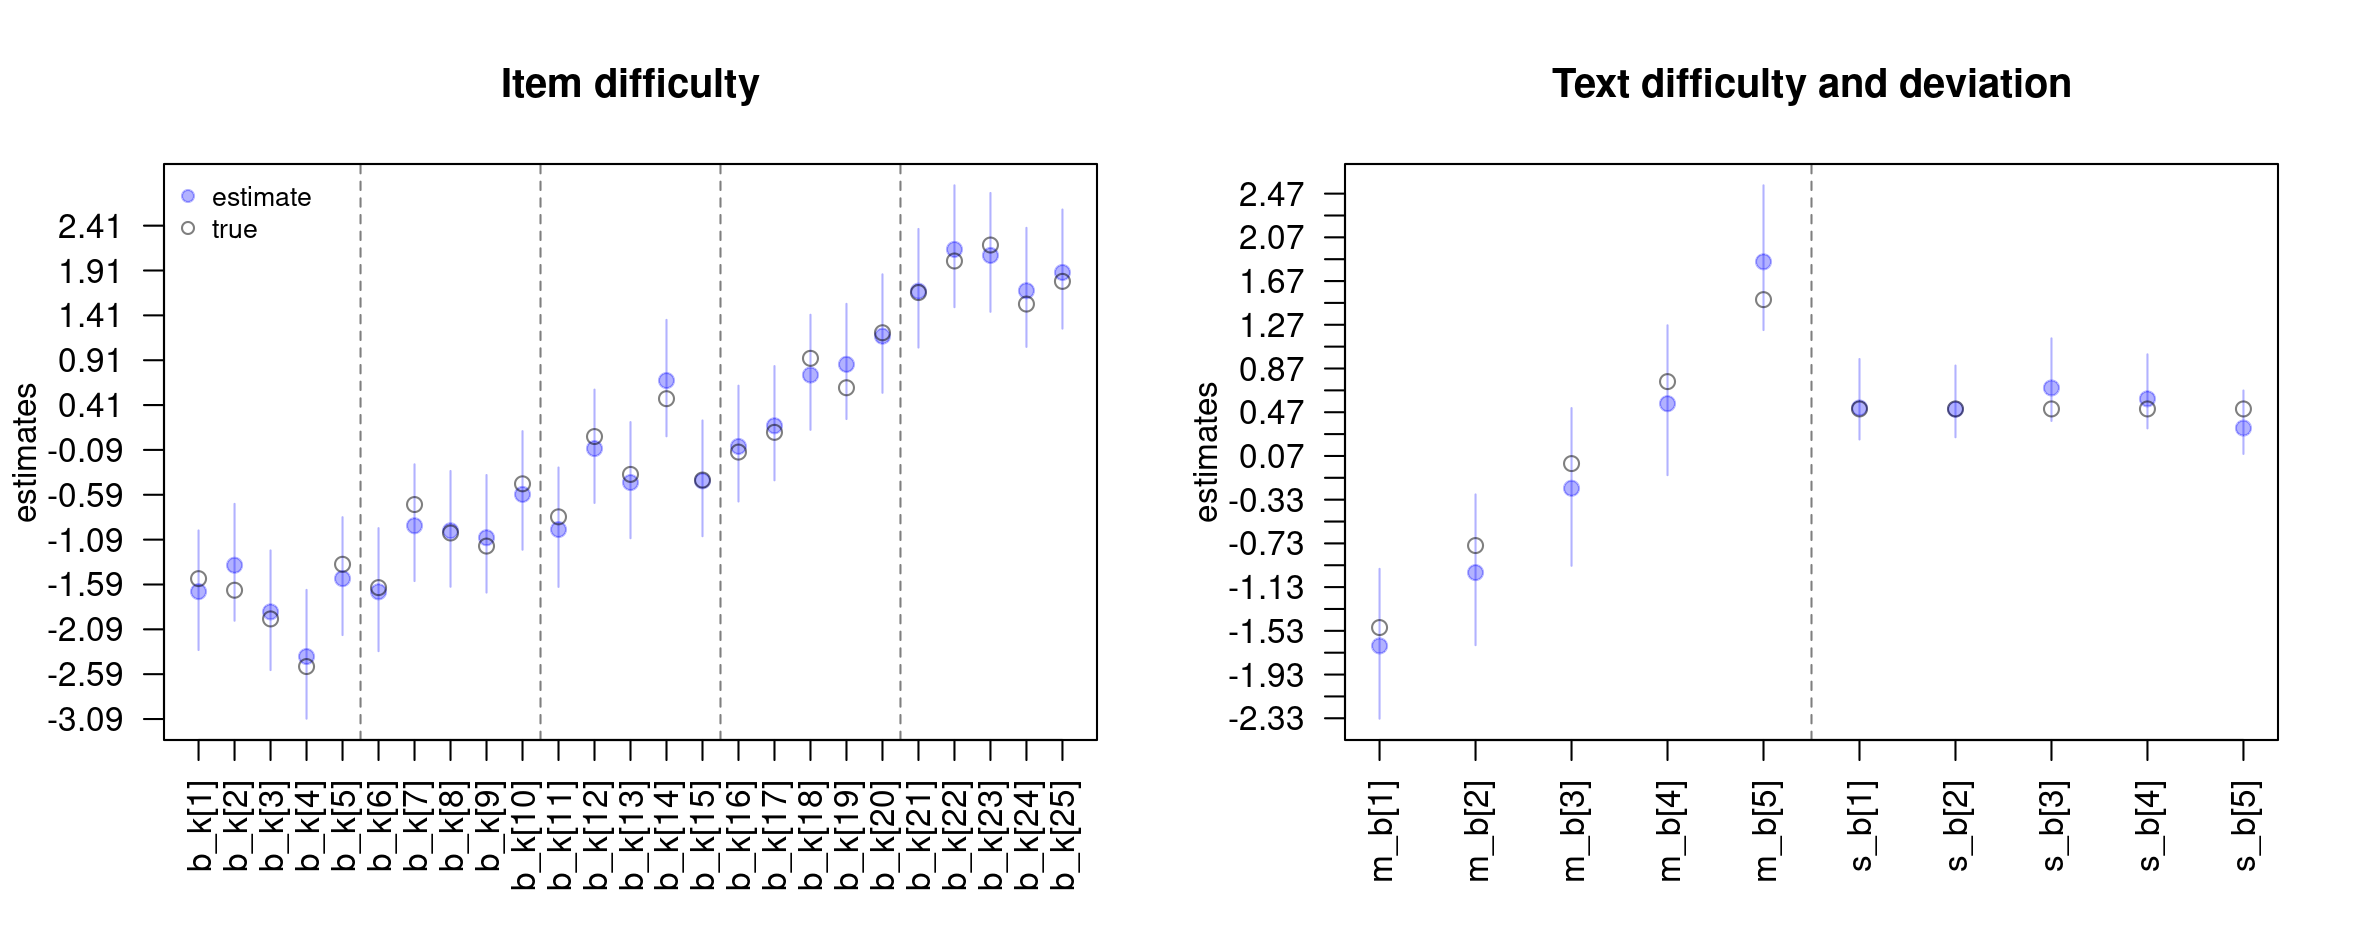 Item difficulty
estimate
true
estimates
2.41
1.91
1.41
0.91
0.41
-0.09
-0.59
-1.09
-1.59
-2.09
-2.59
-3.09
b_k[1]
b_k[2]
b_k[3]
b_k[4]
b_k[5]
b_k[6]
b_k[7]
b_k[8]
b_k[9]
b_k[10]
b_k[11]
b_k[12]
b_k[13]
b_k[14]
b_k[15]
b_k[16]
b_k[17]
b_k[18]
b_k[19]
b_k[20]
b_k[21]
b_k[22]
b_k[23]
b_k[24]
b_k[25]
Text difficulty and deviation
estimates
2.47
2.07
1.67
1.27
0.87
0.47
0.07
-0.33
-0.73
-1.13
-1.53
-1.93
-2.33
m_b[1]
m_b[2]
m_b[3]
m_b[4]
m_b[5]
s_b[1]
s_b[2]
s_b[3]
s_b[4]
s_b[5]